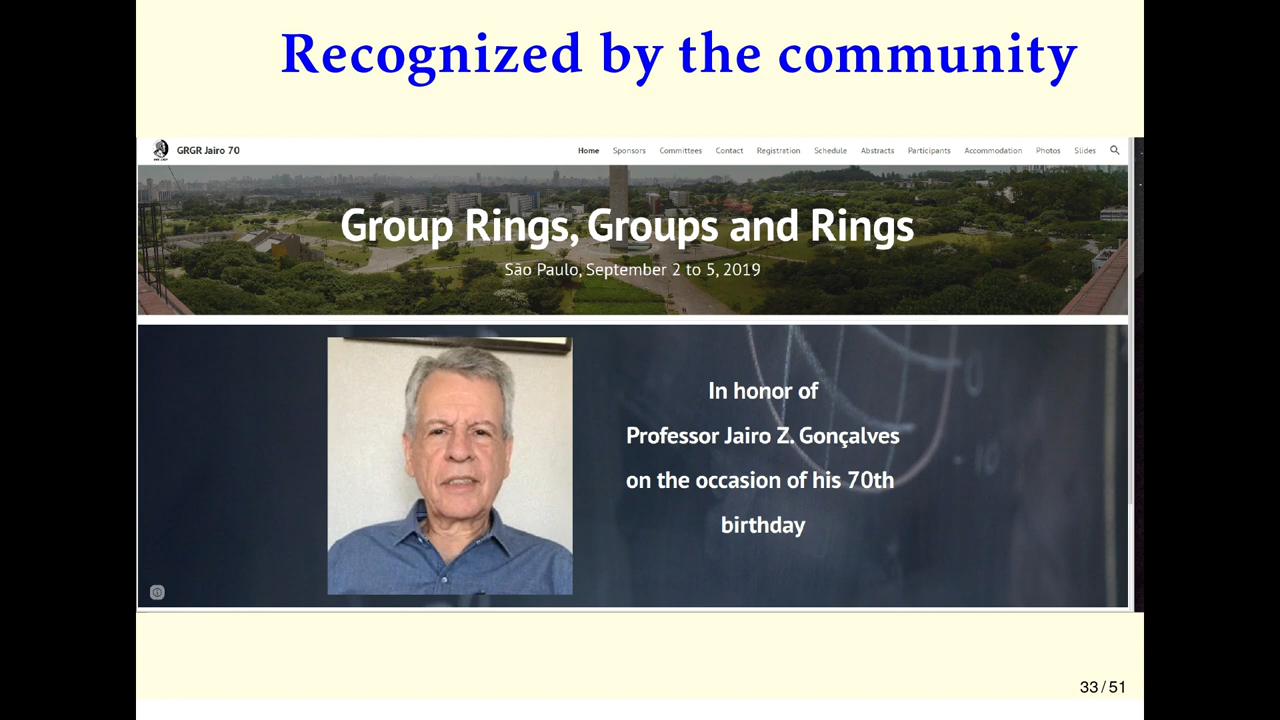 Recognized by the community
GRGR Jairo 70
Home Sponsors Committees Contact Registration Schedule Abstracts Participants Accommodation Photos Slides
Group Rings, Groups and Rings
São Paulo, September 2 to 5, 2019
In honor of
Professor Jairo Z. Gonçalves
on the occasion of his 70th
birthday
33 / 51